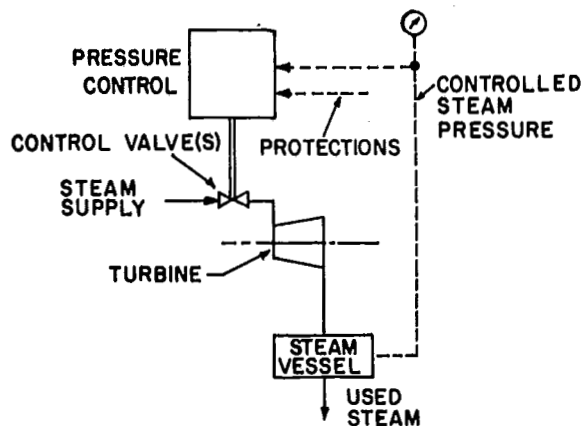 PRESSURE
CONTROL
CONTROLLED
STEAM
PRESSURE
PROTECTIONS
CONTROL VALVE(S)
STEAM
SUPPLY
TURBINE
STEAM
VESSEL
USED
STEAM